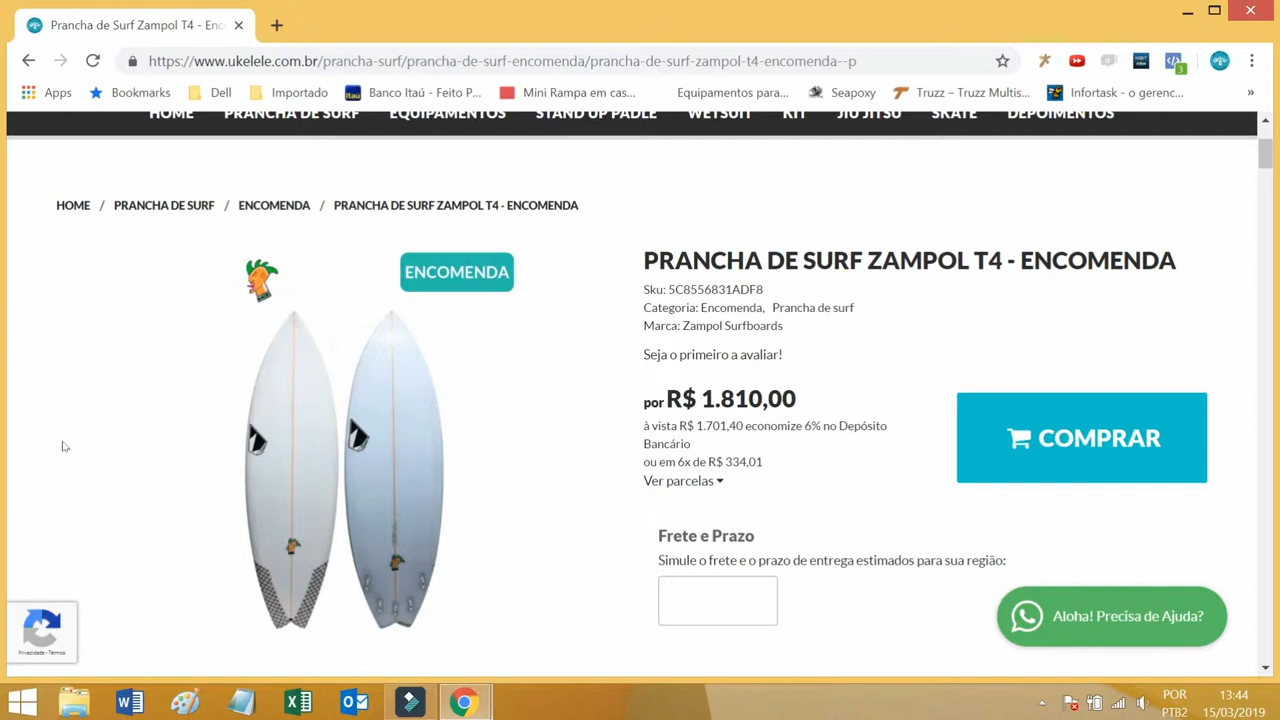 Prancha de Surf Zampol T4 - Enc
https://www.ukelele.com.br/prancha-surf/prancha-de-surf-encomenda/prancha-de-surf-zampol-t4-encomenda--p
3
Apps Bookmarks Dell Importado Banco Itaú - Feito P... Mini Rampa em cas... Equipamentos para... Seapoxy Truzz – Truzz Multis... Infortask - o gerenc... »
HOME PRANCHA DE SURF EQUIPAMENTOS STAND UP PADLE WETSUIT KIT JIU JITSU SKATE DEPOIMENTOS
HOME / PRANCHA DE SURF / ENCOMENDA / PRANCHA DE SURF ZAMPOL T4 - ENCOMENDA
ENCOMENDA
PRANCHA DE SURF ZAMPOL T4 - ENCOMENDA
Sku: 5C8556831ADF8
Categoria: Encomenda, Prancha de surf
Marca: Zampol Surfboards
Seja o primeiro a avaliar!
por R$ 1.810,00
à vista R$ 1.701,40 economize 6% no Depósito
Bancário
ou em 6x de R$ 334,01
Ver parcelas
COMPRAR
Frete e Prazo
Simule o frete e o prazo de entrega estimados para sua região:
Aloha! Precisa de Ajuda?
Privacidade - Termos
POR
PTB2
13:44
15/03/2019